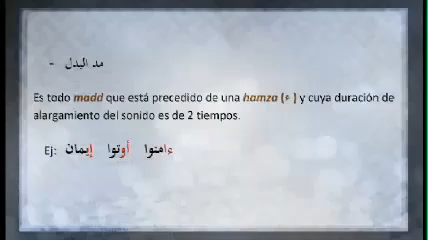 - مد البدل
Es todo madd que está precedido de una hamza (ء) y cuya duración de
alargamiento del sonido es de 2 tiempos.
Ej: إيمان أوتوا ءامنوا